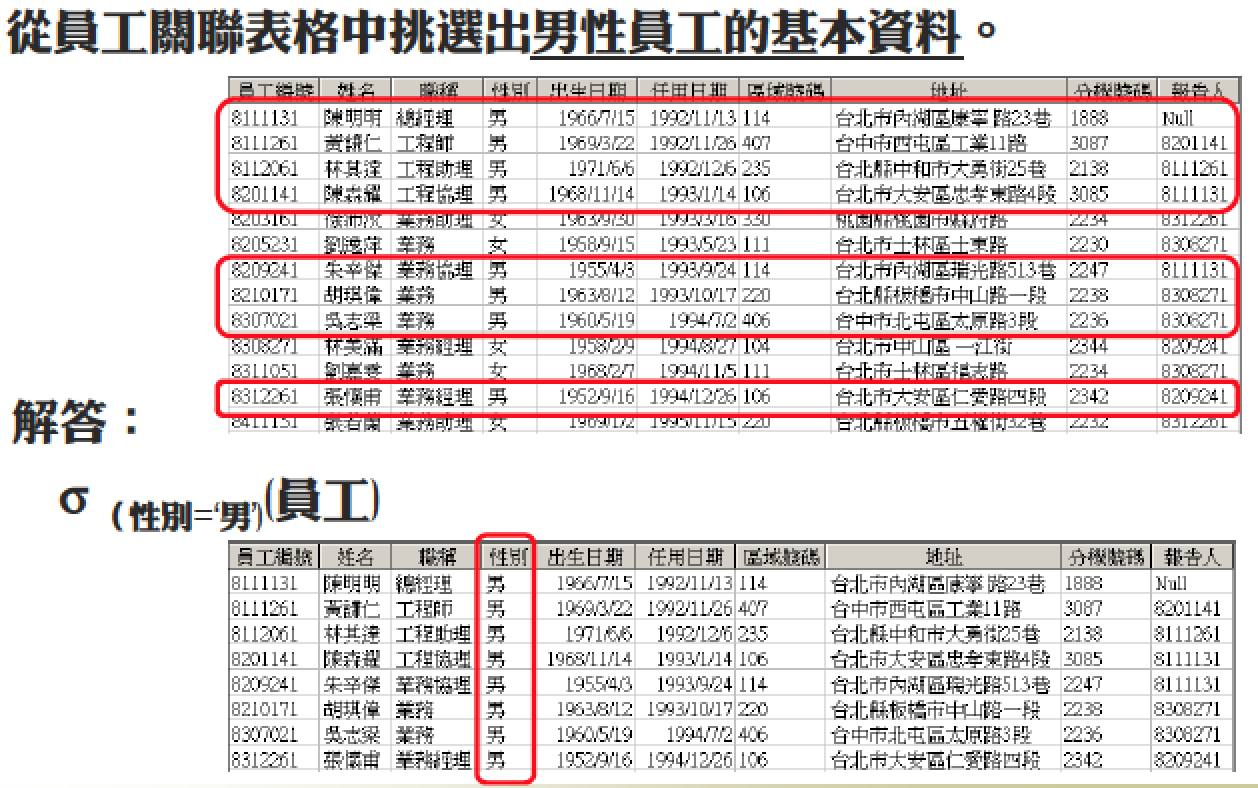 從員工關聯表格中挑選出男性員工的基本資料。
員工編號 姓名 職稱 性別 出生日期 任用日期 區域號碼 地址 分機號碼 報告人
8111131 陳明明 總經理 男 1966/7/15 1992/11/13 114 台北市內湖區康寧路23巷 1888 Null
8111261 黃謙仁 工程師 男 1969/3/22 1992/11/26 407 台中市西屯區工業11路 3087 8201141
8112061 林其達 工程助理 男 1971/6/6 1992/12/6 235 台北縣中和市大勇街25巷 2138 8111261
8201141 陳森耀 工程協理 男 1968/11/14 1993/1/14 106 台北市大安區忠孝東路4段 3085 8111131
8203161 徐沛汶 業務助理 女 1963/9/30 1993/3/16 330 桃園縣桃園市縣府路 2234 8312261
8205231 劉逸萍 業務 女 1958/9/15 1993/5/23 111 台北市士林區士東路 2230 8308271
8209241 朱辛傑 業務協理 男 1955/4/3 1993/9/24 114 台北市內湖區瑞光路513巷 2247 8111131
8210171 胡琪偉 業務 男 1963/8/12 1993/10/17 220 台北縣板橋市中山路一段 2238 8308271
8307021 吳志梁 業務 男 1960/5/19 1994/7/2 406 台中市北屯區太原路3段 2236 8308271
8308271 林美滿 業務經理 女 1958/2/9 1994/8/27 104 台北市中山區一江街 2344 8209241
8311051 劉嘉雯 業務 女 1968/2/7 1994/11/5 111 台北市士林區福志路 2234 8308271
8312261 張懷甫 業務經理 男 1952/9/16 1994/12/26 106 台北市大安區仁愛路四段 2342 8209241
8411151 張若蘭 業務助理 女 1969/1/2 1995/11/15 220 台北縣板橋市五權街32巷 2232 8312261
解答：
σ (性別='男')(員工)
員工編號 姓名 職稱 性別 出生日期 任用日期 區域號碼 地址 分機號碼 報告人
8111131 陳明明 總經理 男 1966/7/15 1992/11/13 114 台北市內湖區康寧路23巷 1888 Null
8111261 黃謙仁 工程師 男 1969/3/22 1992/11/26 407 台中市西屯區工業11路 3087 8201141
8112061 林其達 工程助理 男 1971/6/6 1992/12/6 235 台北縣中和市大勇街25巷 2138 8111261
8201141 陳森耀 工程協理 男 1968/11/14 1993/1/14 106 台北市大安區忠孝東路4段 3085 8111131
8209241 朱辛傑 業務協理 男 1955/4/3 1993/9/24 114 台北市內湖區瑞光路513巷 2247 8111131
8210171 胡琪偉 業務 男 1963/8/12 1993/10/17 220 台北縣板橋市中山路一段 2238 8308271
8307021 吳志梁 業務 男 1960/5/19 1994/7/2 406 台中市北屯區太原路3段 2236 8308271
8312261 張懷甫 業務經理 男 1952/9/16 1994/12/26 106 台北市大安區仁愛路四段 2342 8209241